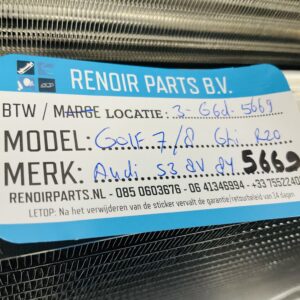 RENOIR PARTS B.V.
BTW / MARGE LOCATIE: 3-G6d-5669
MODEL: Golf 7/8 Gti R20
MERK: Audi S3 8V 8Y 5669
RENOIRPARTS.NL - 085 0603676 - 06 41346994 - +33 7552240
LETOP: Na het verwijderen van de sticker vervalt de garantie/retourbeleid van 14 dagen